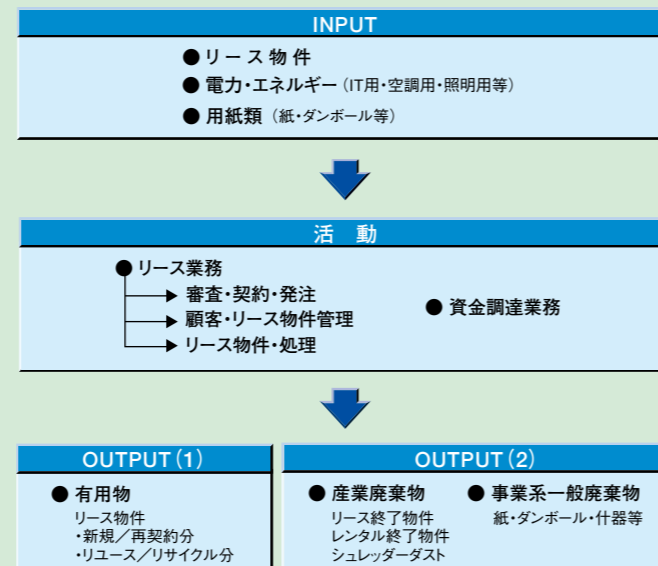 INPUT
●リース物件
●電力・エネルギー(IT用・空調用・照明用等)
●用紙類(紙・ダンボール等)
活 動
●リース業務
審査・契約・発注
顧客・リース物件管理
リース物件・処理
●資金調達業務
OUTPUT(1)
●有用物
リース物件
・新規/再契約分
・リユース/リサイクル分
OUTPUT(2)
●産業廃棄物
リース終了物件
レンタル終了物件
シュレッダーダスト
●事業系一般廃棄物
紙・ダンボール・什器等